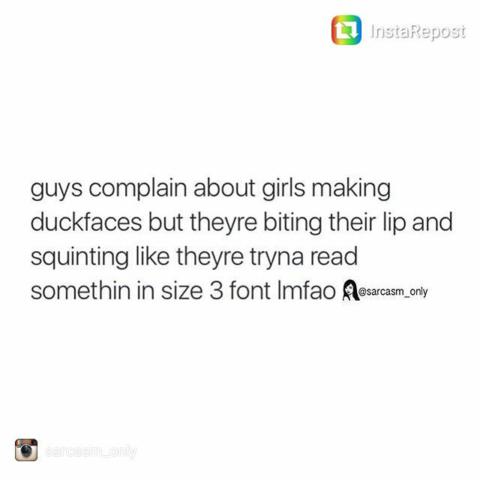 InstaRepost
guys complain about girls making
duckfaces but theyre biting their lip and
squinting like theyre tryna read
somethin in size 3 font lmfao @sarcasm_only
sarcasm_only